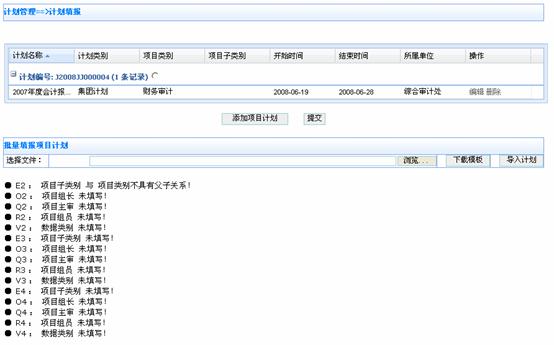 计划管理==>计划填报
计划名称 计划类别 项目类别 项目子类别 开始时间 结束时间 所属单位 操作
计划编号: J2008JJ000004 (1 条记录)
2007年度会计报... 集团计划 财务审计 2008-06-19 2008-06-28 综合审计处 编辑 删除
添加项目计划 提交
批量填报项目计划
选择文件: 浏览... 下载模板 导入计划
E2 : 项目子类别 与 项目类别不具有父子关系!
O2 : 项目组长 未填写!
Q2 : 项目主审 未填写!
R2 : 项目组员 未填写!
V2 : 数据类别 未填写!
E3 : 项目子类别 未填写!
O3 : 项目组长 未填写!
Q3 : 项目主审 未填写!
R3 : 项目组员 未填写!
V3 : 数据类别 未填写!
E4 : 项目子类别 未填写!
O4 : 项目组长 未填写!
Q4 : 项目主审 未填写!
R4 : 项目组员 未填写!
V4 : 数据类别 未填写!